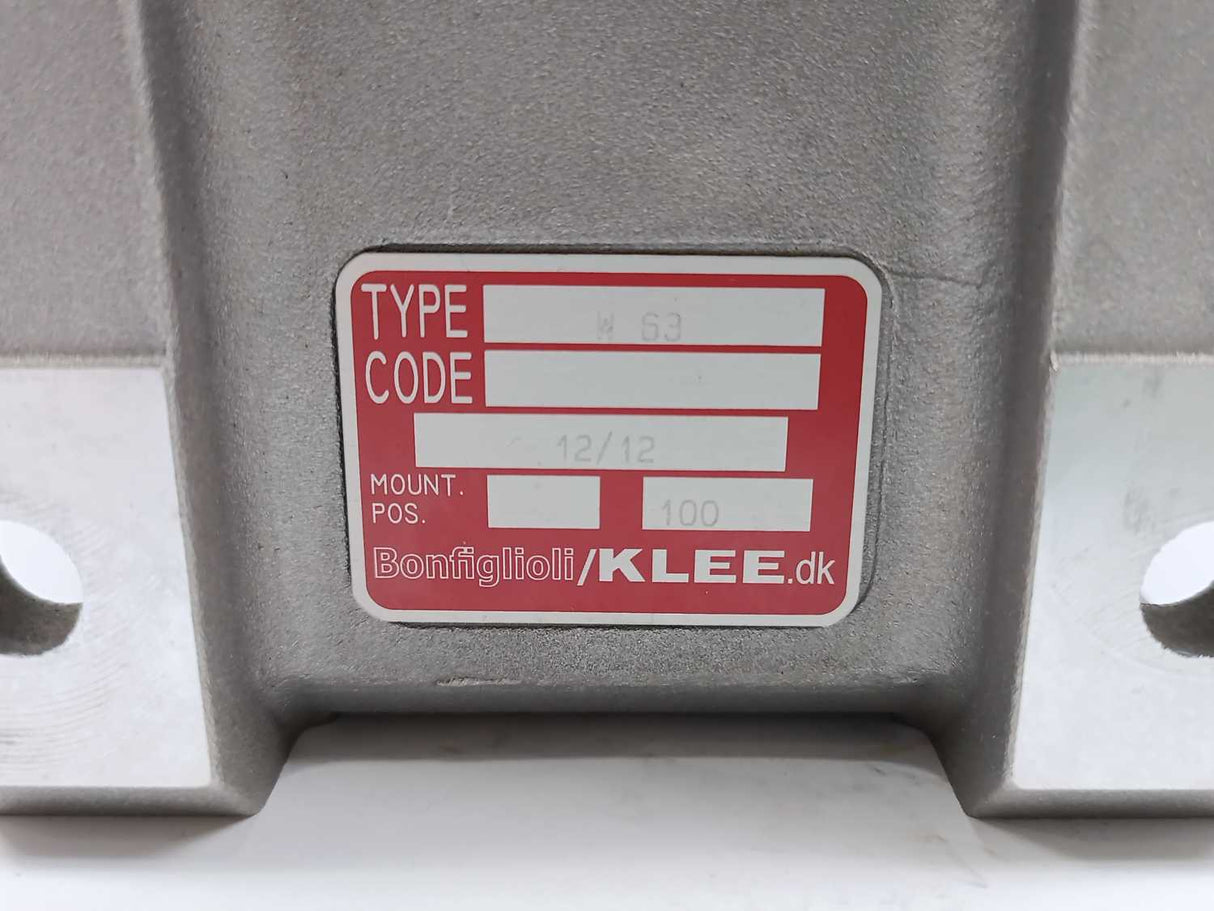 TYPE W 63
CODE
12/12
MOUNT.
POS. 100
Bonfiglioli/KLEE.dk